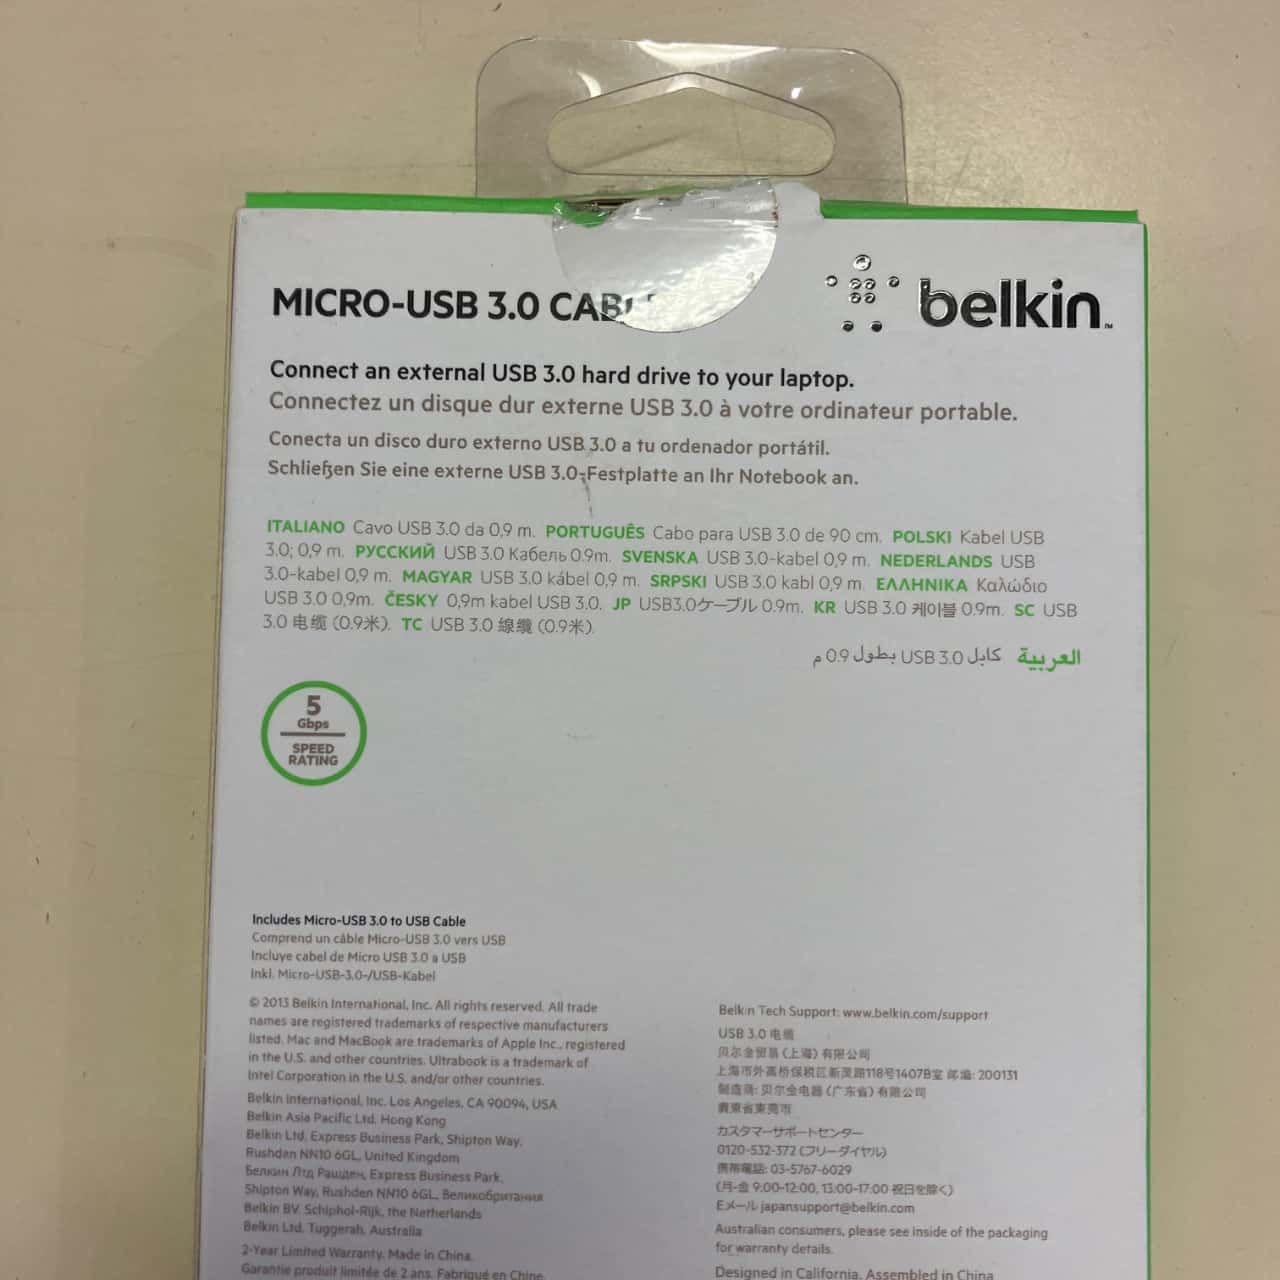 MICRO-USB 3.0 CABL
belkin™
Connect an external USB 3.0 hard drive to your laptop.
Connectez un disque dur externe USB 3.0 à votre ordinateur portable.
Conecta un disco duro externo USB 3.0 a tu ordenador portátil.
Schließen Sie eine externe USB 3.0-Festplatte an Ihr Notebook an.
ITALIANO Cavo USB 3.0 da 0,9 m. PORTUGUÊS Cabo para USB 3.0 de 90 cm. POLSKI Kabel USB
3.0; 0,9 m. РУССКИЙ USB 3.0 Кабель 0.9m. SVENSKA USB 3.0-kabel 0,9 m. NEDERLANDS USB
3.0-kabel 0,9 m. MAGYAR USB 3.0 kábel 0,9 m. SRPSKI USB 3.0 kabl 0,9 m. ΕΛΛΗΝΙΚΑ Καλώδιο
USB 3.0 0,9m. ČESKY 0,9m kabel USB 3.0. JP USB3.0ケーブル 0.9m. KR USB 3.0 케이블 0.9m. SC USB
3.0 电缆 (0.9米). TC USB 3.0 線纜 (0.9米).
العربية كابل USB 3.0 بطول 0.9 م
5
Gbps
SPEED
RATING
Includes Micro-USB 3.0 to USB Cable
Comprend un câble Micro-USB 3.0 vers USB
Incluye cabel de Micro USB 3.0 a USB
Inkl. Micro-USB-3.0-/USB-Kabel
© 2013 Belkin International, Inc. All rights reserved. All trade
names are registered trademarks of respective manufacturers
listed. Mac and MacBook are trademarks of Apple Inc., registered
in the U.S. and other countries. Ultrabook is a trademark of
Intel Corporation in the U.S. and/or other countries.
Belkin International, Inc. Los Angeles, CA 90094, USA
Belkin Asia Pacific Ltd. Hong Kong
Belkin Ltd. Express Business Park, Shipton Way,
Rushden NN10 6GL, United Kingdom
Белкин Лтд Рашден, Express Business Park,
Shipton Way, Rushden NN10 6GL, Великобритания
Belkin BV. Schiphol-Rijk, the Netherlands
Belkin Ltd. Tuggerah, Australia
2-Year Limited Warranty. Made in China.
Garantie produit limitée de 2 ans. Fabriqué en Chine.
Belkin Tech Support: www.belkin.com/support
USB 3.0 电缆
贝尔金贸易 (上海) 有限公司
上海市外高桥保税区新灵路118号1407B室 邮编: 200131
制造商: 贝尔金电器 (广东省) 有限公司
廣東省東莞市
カスタマーサポートセンター
0120-532-372 (フリーダイヤル)
携帯電話: 03-5767-6029
(月-金 9:00-12:00, 13:00-17:00 祝日を除く)
Eメール japansupport@belkin.com
Australian consumers, please see inside of the packaging
for warranty details.
Designed in California. Assembled in China